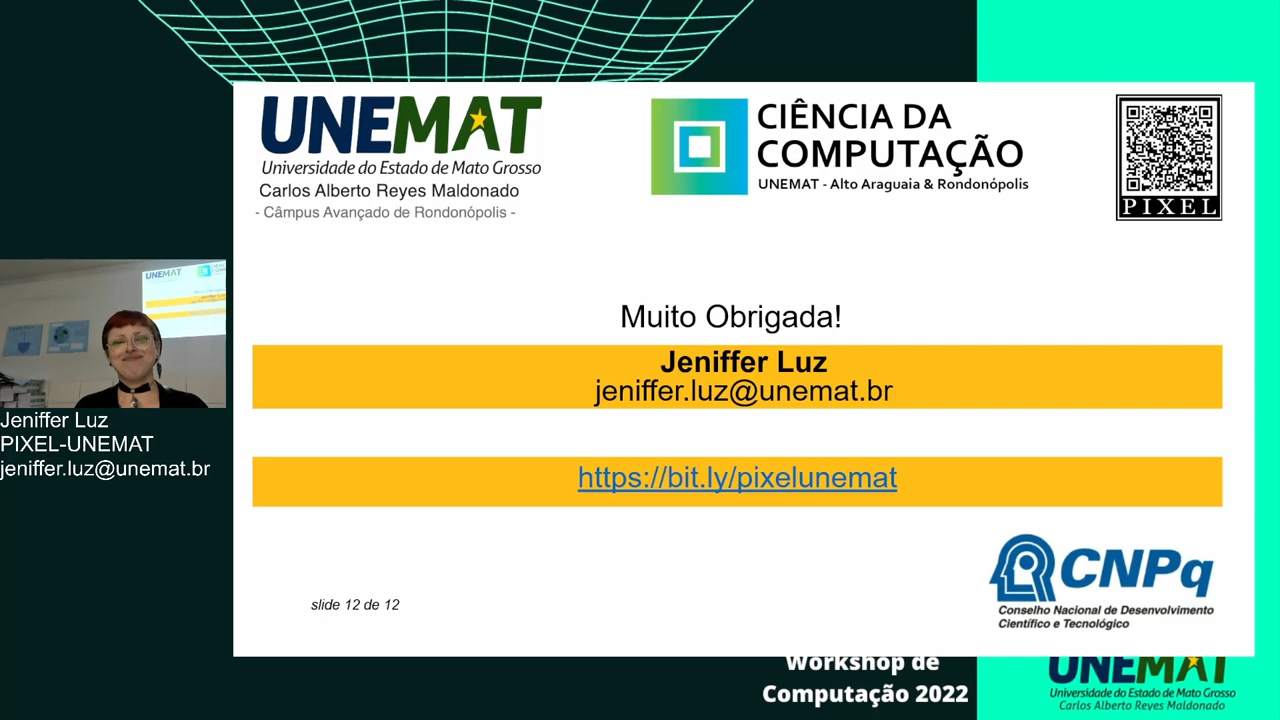 UNEMAT
Universidade do Estado de Mato Grosso
Carlos Alberto Reyes Maldonado
- Câmpus Avançado de Rondonópolis -
CIÊNCIA DA
COMPUTAÇÃO
UNEMAT - Alto Araguaia & Rondonópolis
PIXEL
Muito Obrigada!
Jeniffer Luz
jeniffer.luz@unemat.br
https://bit.ly/pixelunemat
CNPq
Conselho Nacional de Desenvolvimento
Científico e Tecnológico
slide 12 de 12
UNEMAT
Jeniffer Luz
PIXEL-UNEMAT
jeniffer.luz@unemat.br
Workshop de
Computação 2022
UNEMAT
Universidade do Estado de Mato Grosso
Carlos Alberto Reyes Maldonado